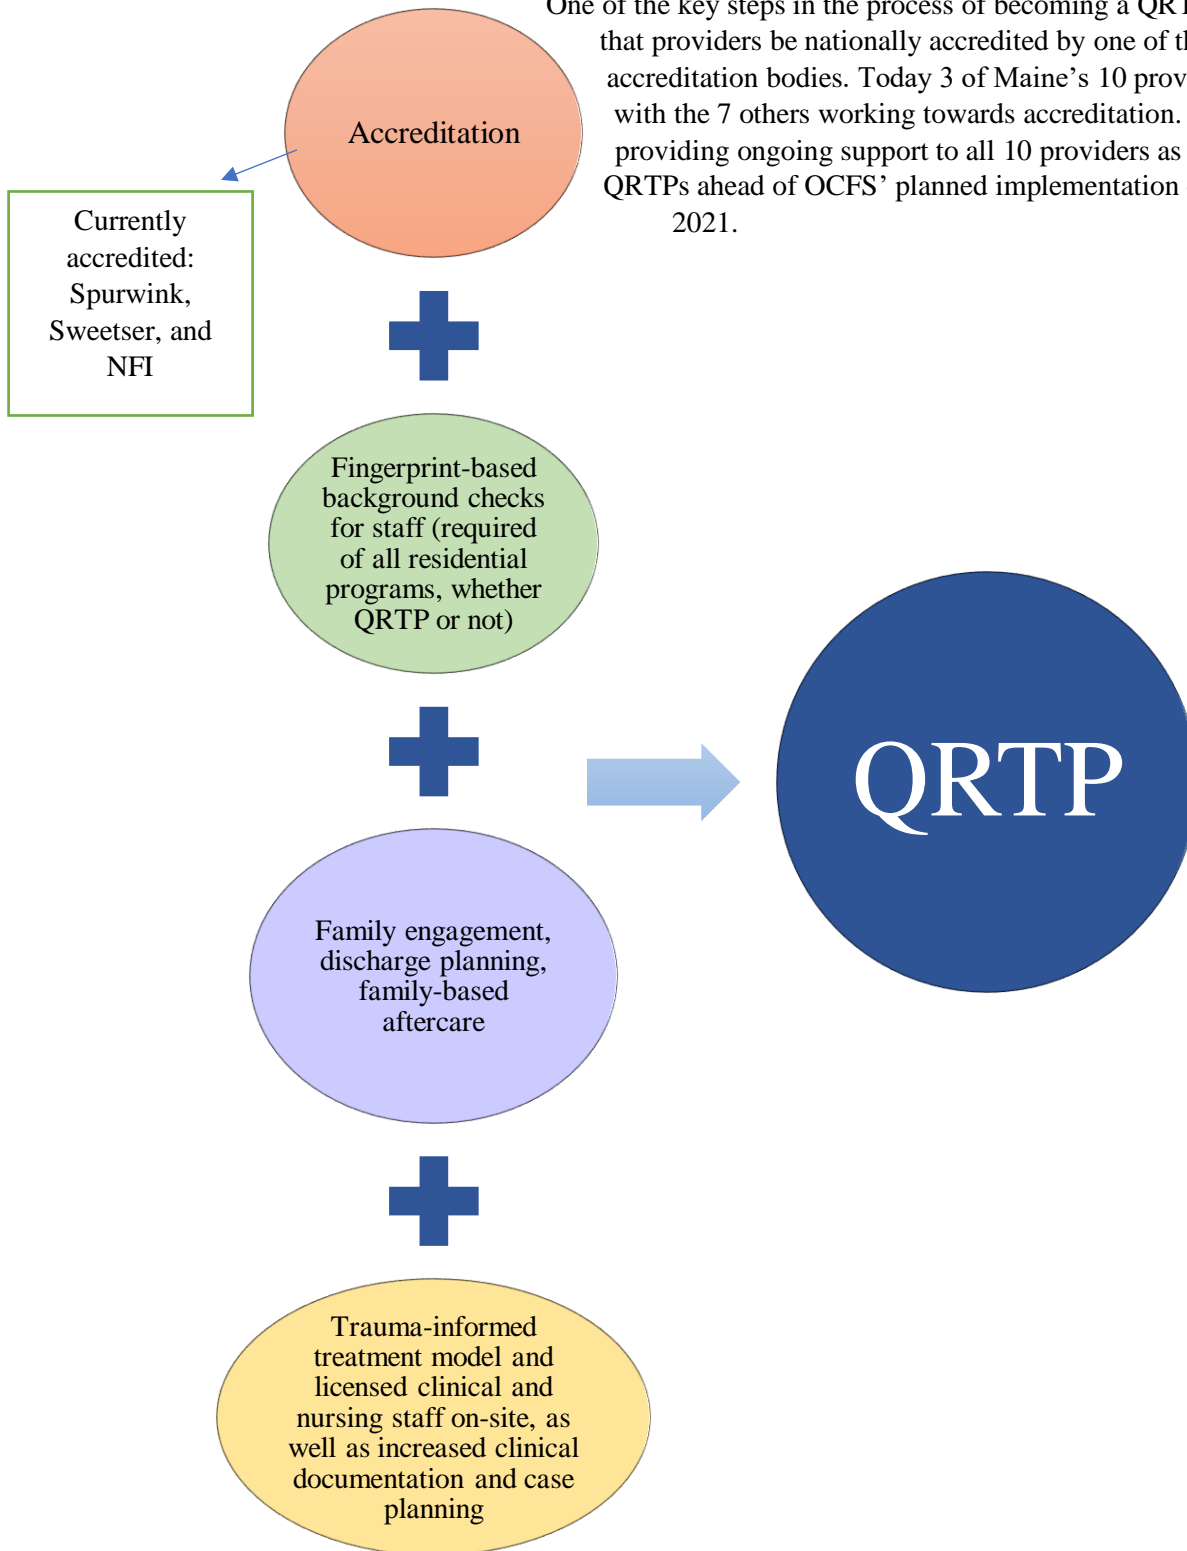 One of the key steps in the process of becoming a
that providers be nationally accredited by one of
accreditation bodies. Today 3 of Maine’s 10
with the 7 others working towards accreditation.
providing ongoing support to all 10 providers as
QRTPs ahead of OCFS’ planned implementation
2021.
Accreditation
Currently
accredited:
Spurwink,
Sweetser, and
NFI
Fingerprint-based
background checks
for staff (required
of all residential
programs, whether
QRTP or not)
QRTP
Family engagement,
discharge planning,
family-based
aftercare
Trauma-informed
treatment model and
licensed clinical and
nursing staff on-site, as
well as increased clinical
documentation and case
planning